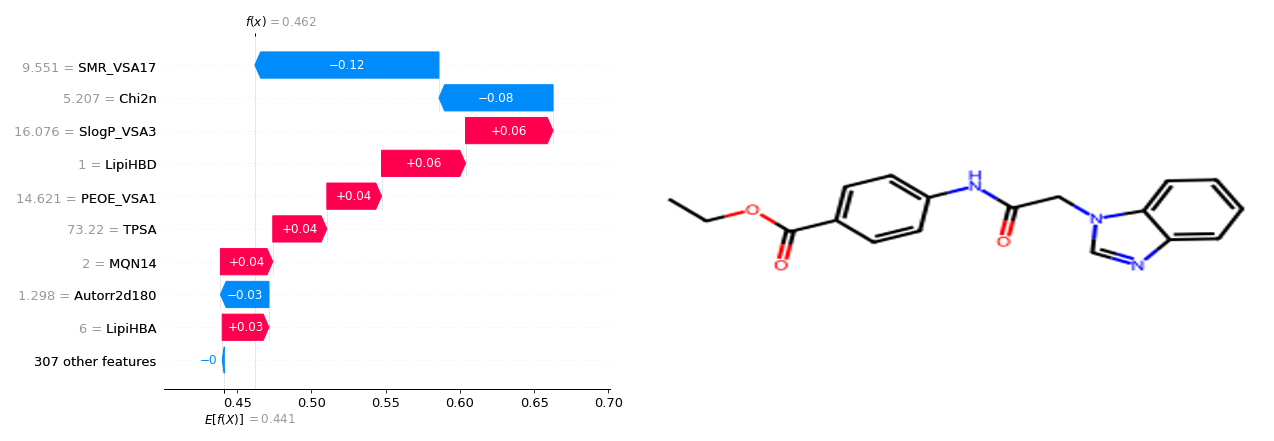 f(x) = 0.462
9.551 = SMR_VSA17
−0.12
5.207 = Chi2n
−0.08
16.076 = SlogP_VSA3
+0.06
1 = LipiHBD
+0.06
14.621 = PEOE_VSA1
+0.04
73.22 = TPSA
+0.04
2 = MQN14
+0.04
1.298 = Autorr2d180
−0.03
6 = LipiHBA
+0.03
307 other features
−0
0.45 0.50 0.55 0.60 0.65 0.70
E[f(X)] = 0.441
H
N
O
O
O
N
N